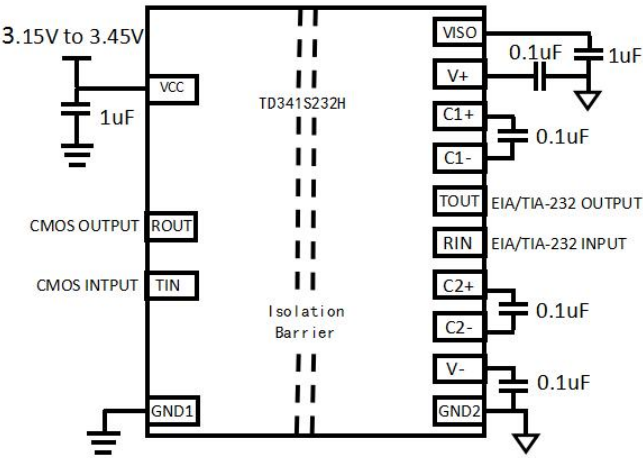 3.15V to 3.45V
VCC
1uF
TD341S232H
VISO
0.1uF
1uF
V+
C1+
0.1uF
C1-
CMOS OUTPUT
ROUT
TOUT
EIA/TIA-232 OUTPUT
RIN
EIA/TIA-232 INPUT
CMOS INTPUT
TIN
C2+
0.1uF
C2-
Isolation
Barrier
V-
0.1uF
GND1
GND2